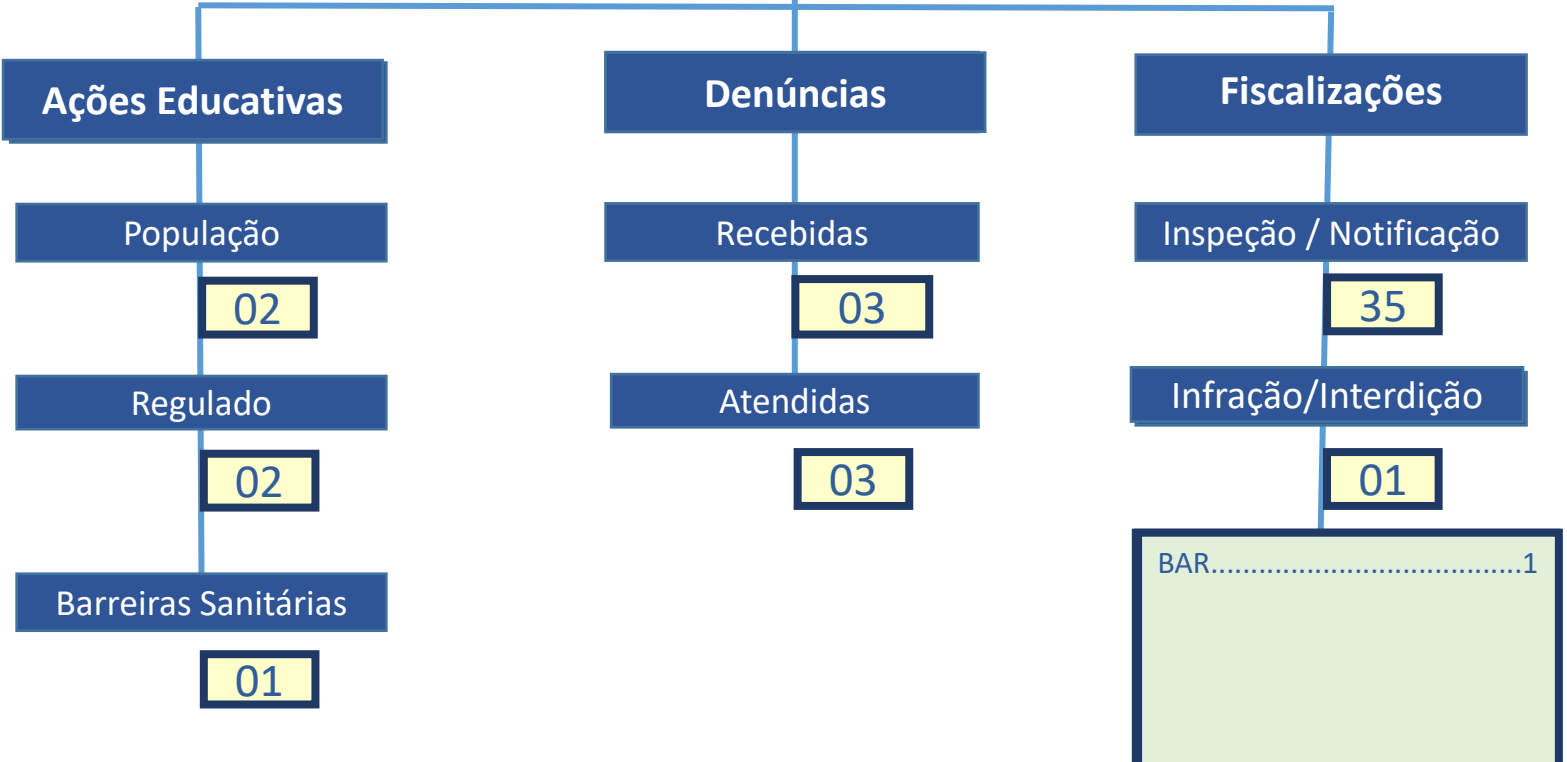 Ações Educativas
População
02
Regulado
02
Barreiras Sanitárias
01
Denúncias
Recebidas
03
Atendidas
03
Fiscalizações
Inspeção / Notificação
35
Infração/Interdição
01
BAR.......................................1